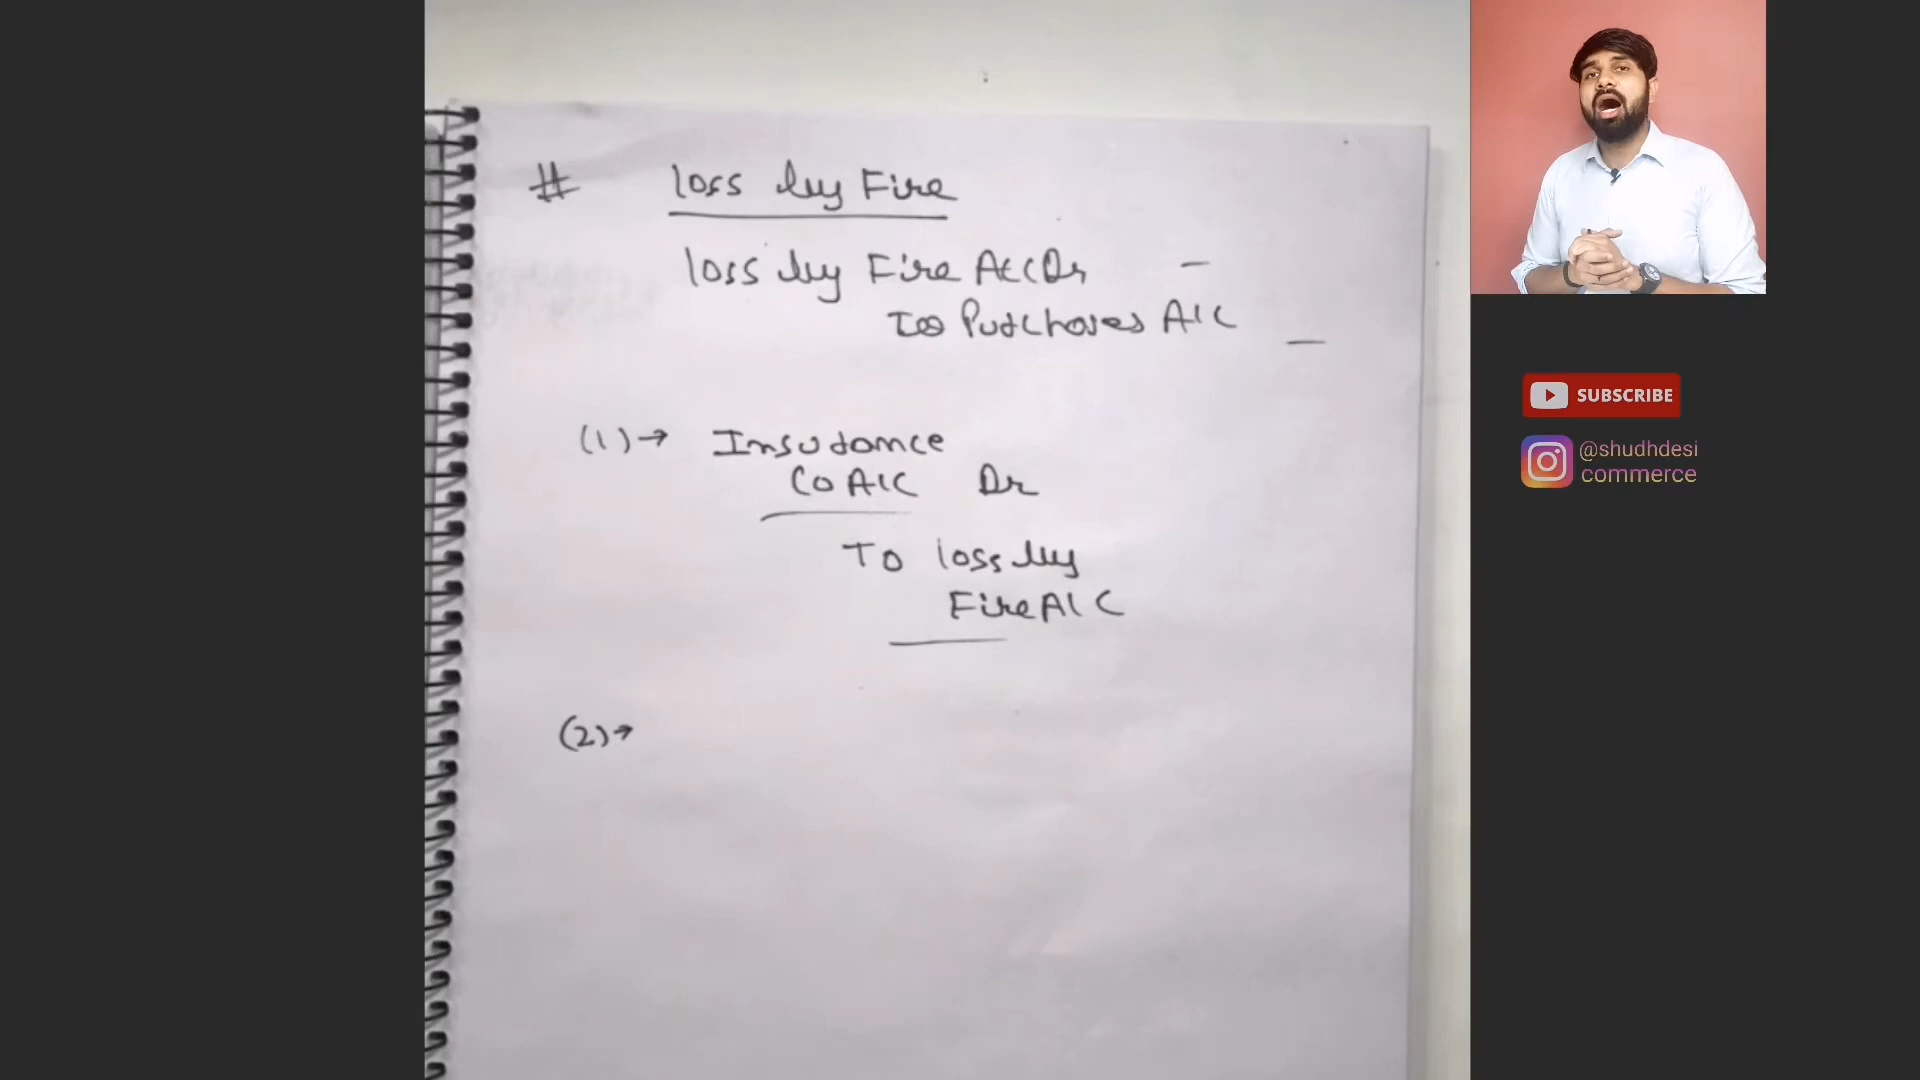 # Loss by Fire
Loss by Fire A/C Dr -
To Purchases A/C -
(1) → Insurance
Co A/C Dr
To loss by
Fire A/C
(2) →
SUBSCRIBE
@shudhdesi
commerce